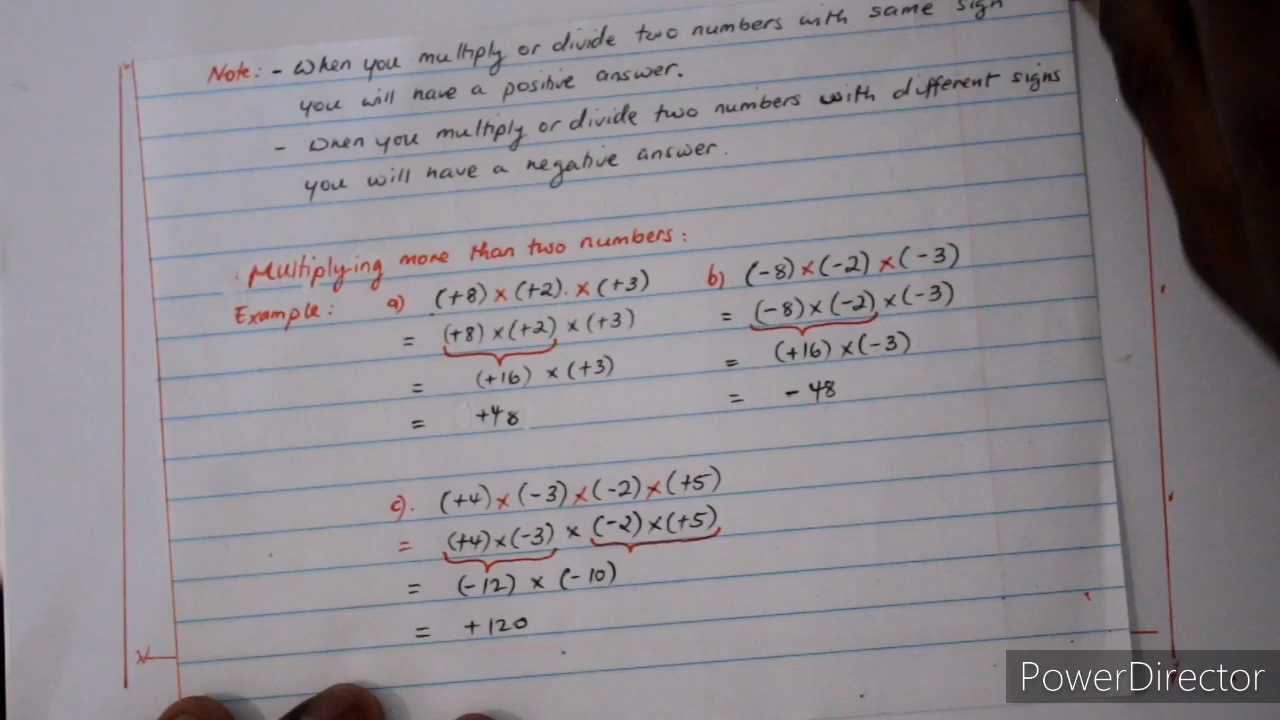 Note: - When you multiply or divide two numbers with same sign
you will have a positive answer.
- When you multiply or divide two numbers with different signs
you will have a negative answer.
Multiplying more than two numbers:
Example: a) (+8) × (+2). × (+3)
= (+8) × (+2) × (+3)
= (+16) × (+3)
= +48
b) (-8) × (-2) × (-3)
= (-8) × (-2) × (-3)
= (+16) × (-3)
= - 48
c). (+4) × (-3) × (-2) × (+5)
= (+4) × (-3) × (-2) × (+5)
= (-12) × (-10)
= +120
PowerDirector